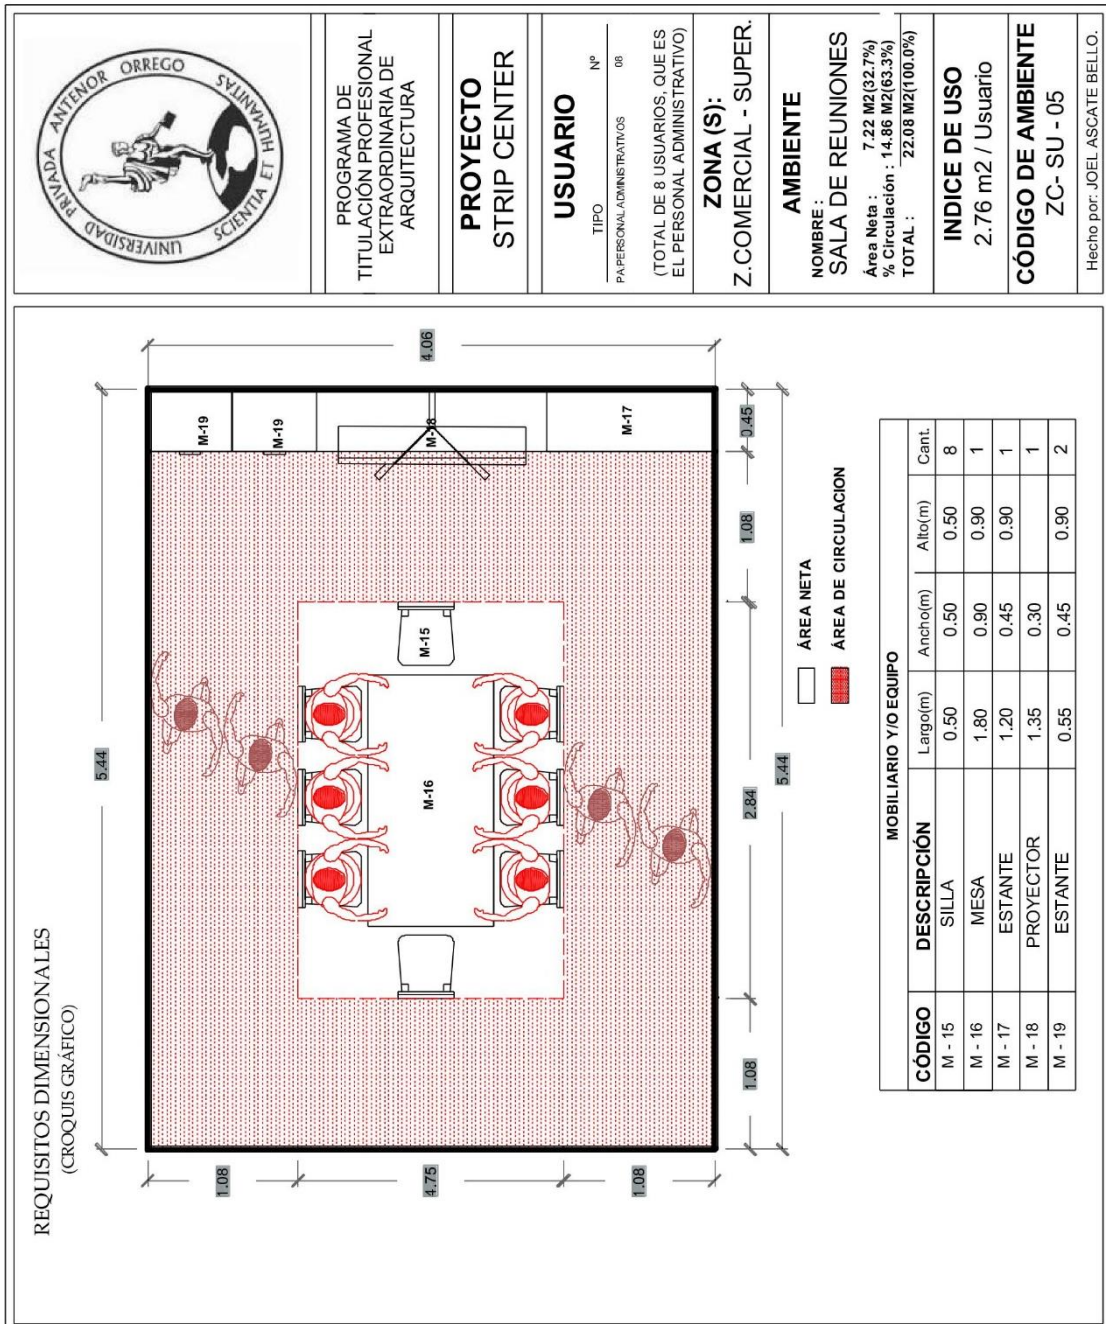 REQUISITOS DIMENSIONALES
(CROQUIS GRÁFICO)
5.44
4.06
1.08
4.75
1.08
M-19
M-19
M-18
M-17
M-15
M-16
1.08
2.84
1.08
0.45
5.44
ÁREA NETA
ÁREA DE CIRCULACION
MOBILIARIO Y/O EQUIPO
CÓDIGO DESCRIPCIÓN Largo(m) Ancho(m) Alto(m) Cant.
M - 15 SILLA 0.50 0.50 0.50 8
M - 16 MESA 1.80 0.90 0.90 1
M - 17 ESTANTE 1.20 0.45 0.90 1
M - 18 PROYECTOR 1.35 0.30 1
M - 19 ESTANTE 0.55 0.45 0.90 2
UNIVERSIDAD PRIVADA ANTENOR ORREGO
SCIENTIA ET HUMANITAS
PROGRAMA DE
TITULACIÓN PROFESIONAL
EXTRAORDINARIA DE
ARQUITECTURA
PROYECTO
STRIP CENTER
USUARIO
TIPO Nº
PA:PERSONAL ADMINISTRATIVOS 08
(TOTAL DE 8 USUARIOS, QUE ES
EL PERSONAL ADMINISTRATIVO)
ZONA (S):
Z.COMERCIAL - SUPER.
AMBIENTE
NOMBRE :
SALA DE REUNIONES
Área Neta : 7.22 M2(32.7%)
% Circulación : 14.86 M2(63.3%)
TOTAL : 22.08 M2(100.0%)
INDICE DE USO
2.76 m2 / Usuario
CÓDIGO DE AMBIENTE
ZC- SU - 05
Hecho por: JOEL ASCATE BELLO.